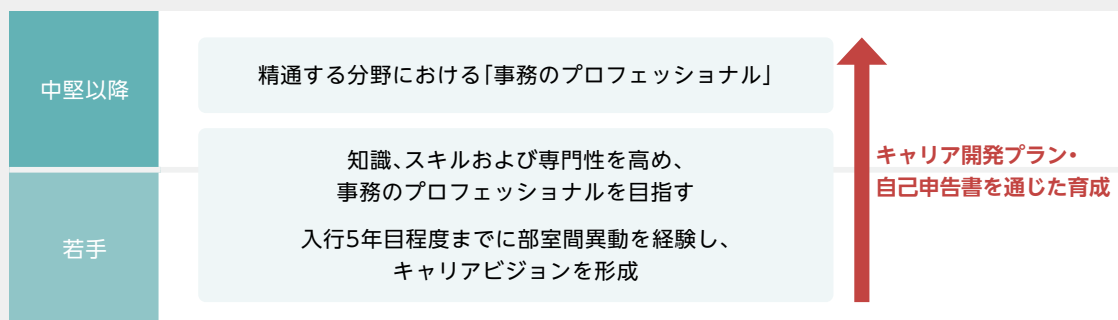 中堅以降
精通する分野における「事務のプロフェッショナル」
知識、スキルおよび専門性を高め、
事務のプロフェッショナルを目指す
若手
入行5年目程度までに部室間異動を経験し、
キャリアビジョンを形成
キャリア開発プラン・
自己申告書を通じた育成